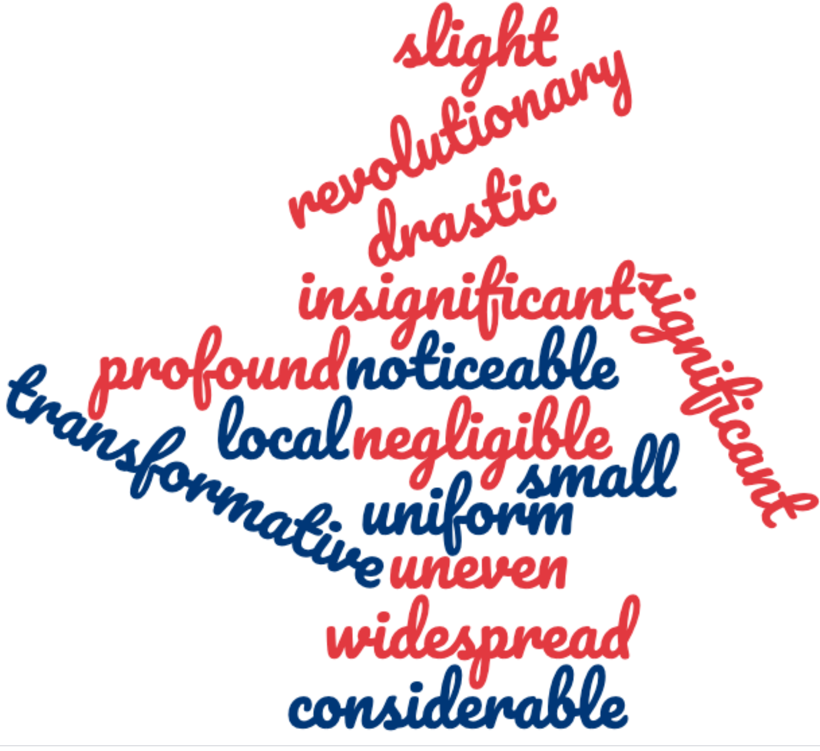 slight
revolutionary
drastic
insignificant
significant
profound noticeable
transformative
local negligible
small
uniform
uneven
widespread
considerable